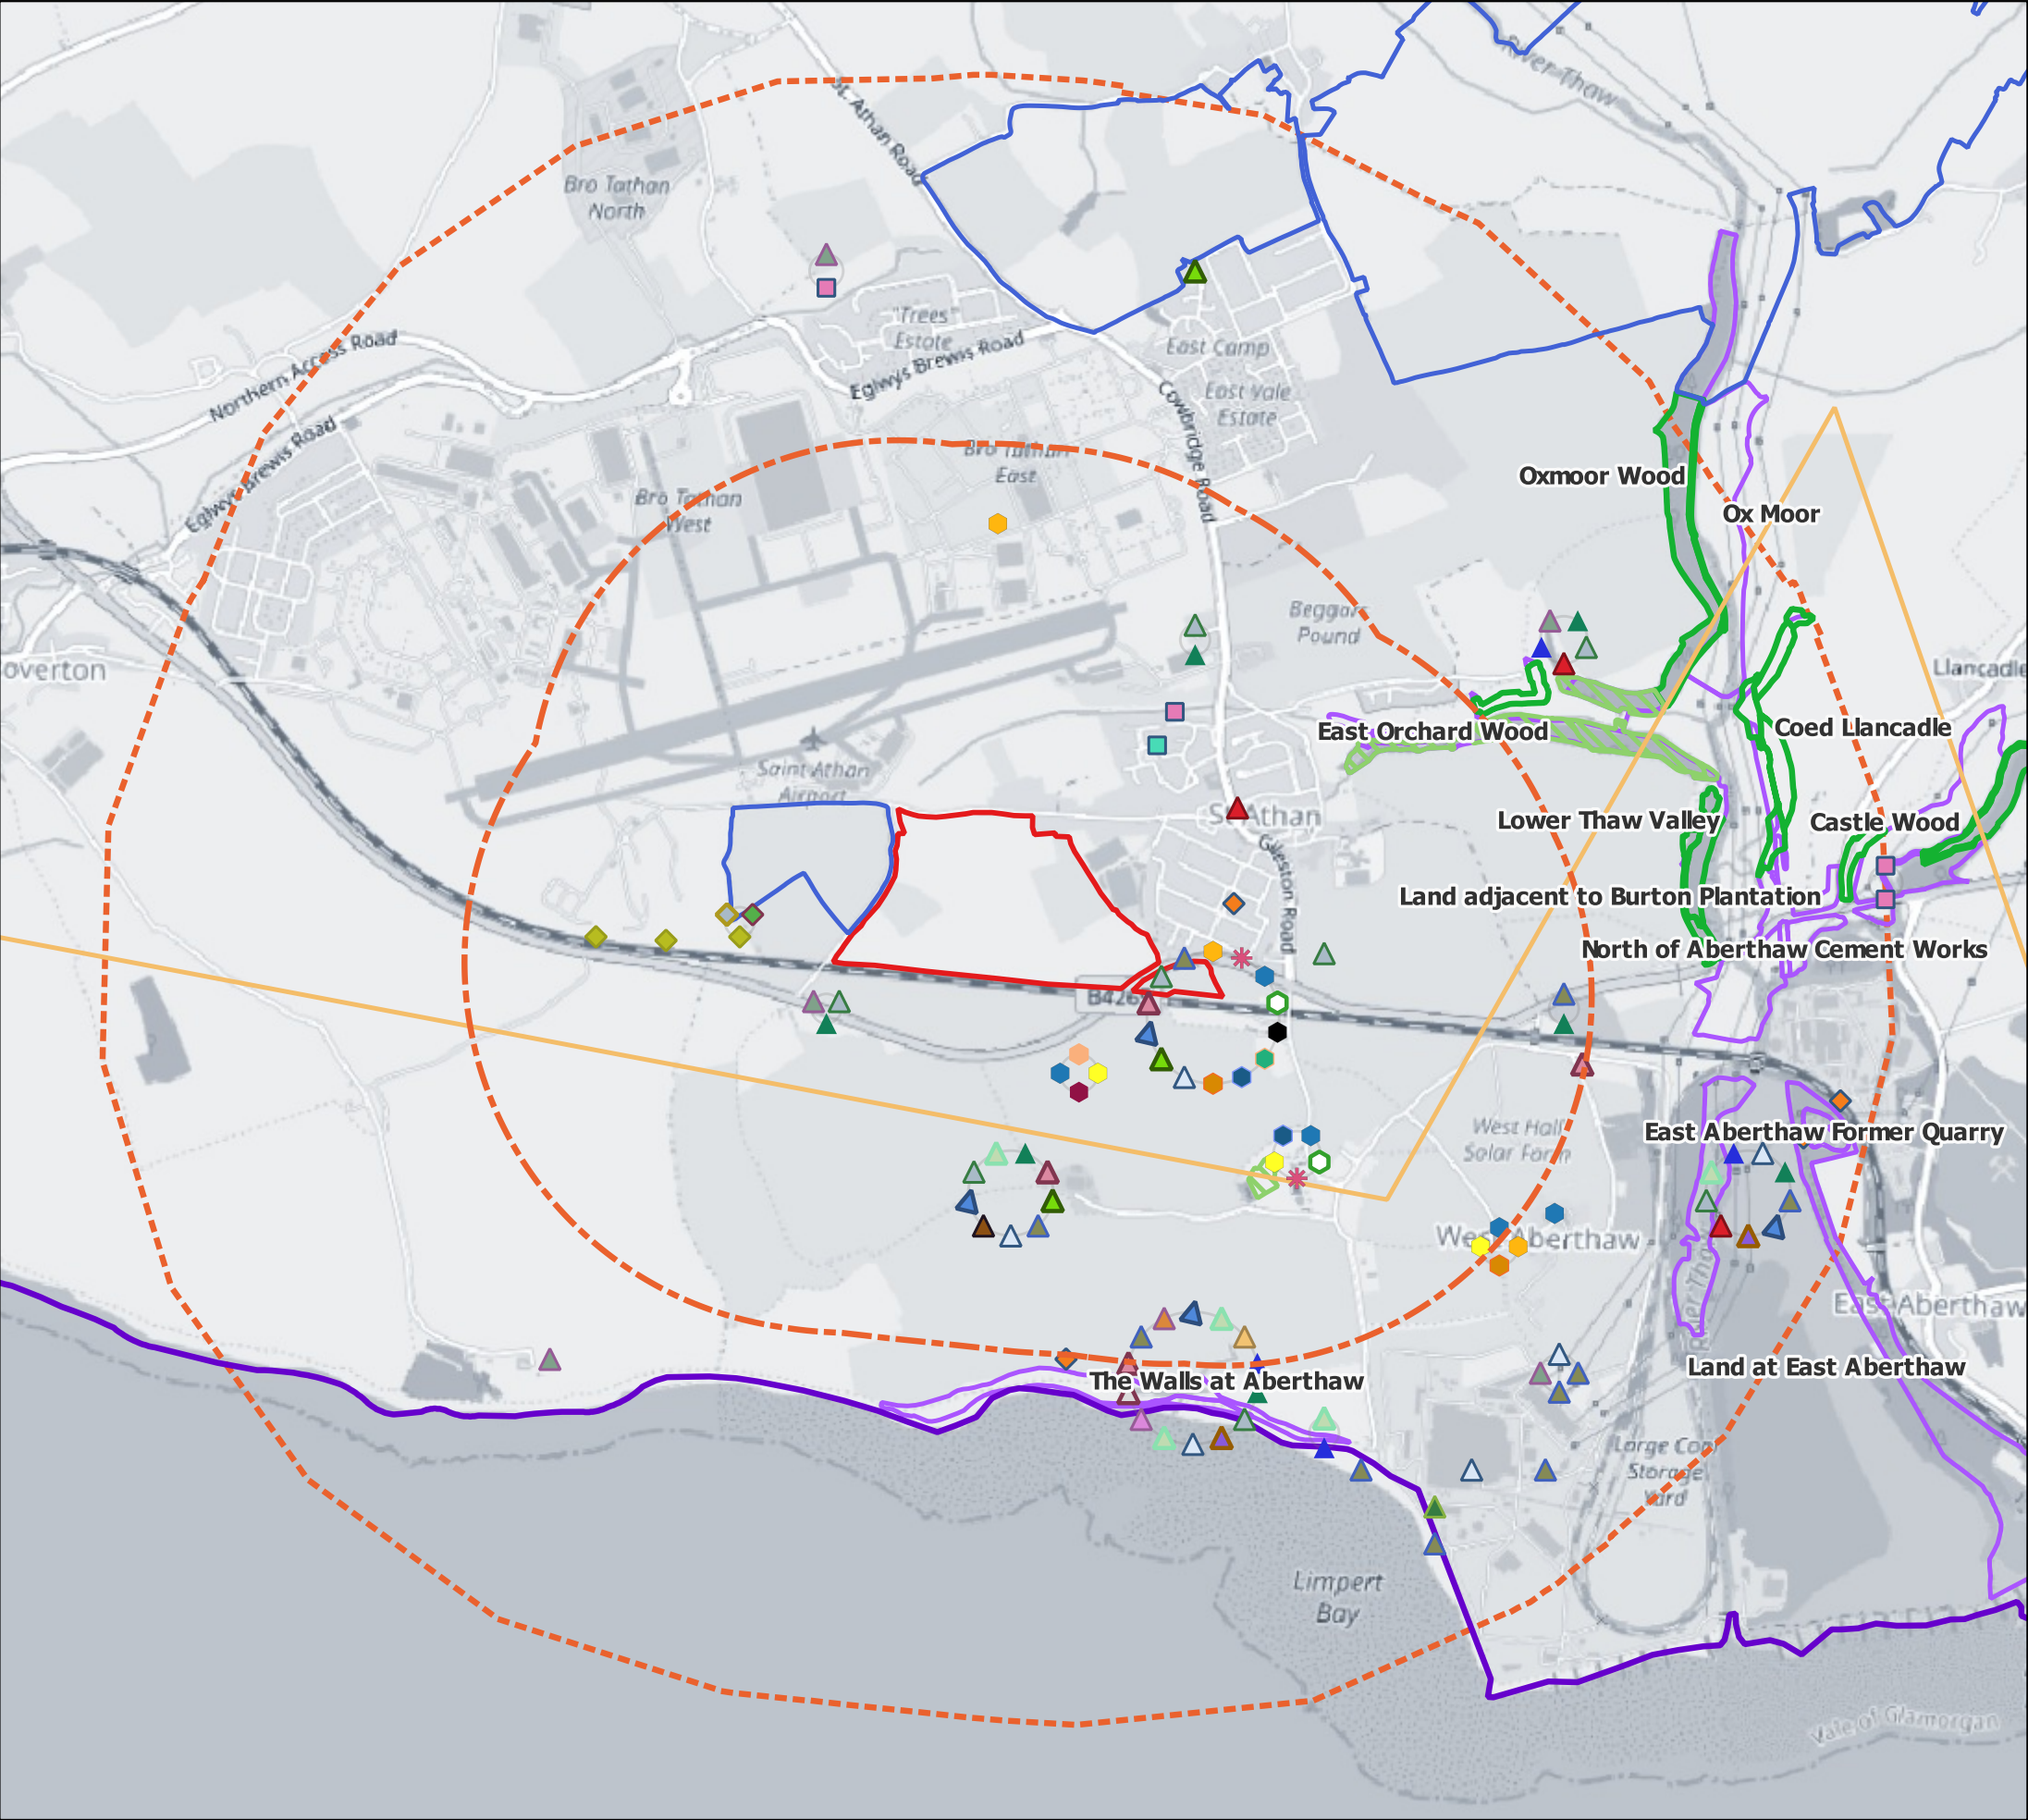 River Thaw
St. Athan Road
Bro Tathan
North
"Trees"
Estate
Northern Access Road
Eglwys Brewis Road
East Camp
East Vale
Estate
Cowbridge Road
Eglwys Brewis Road
Bro Tathan
East
Bro Tathan
West
Oxmoor Wood
Ox Moor
Beggars
Pound
Llancadle
overton
East Orchard Wood
Coed Llancadle
Saint Athan
Airport
St Athan
Gileston Road
Lower Thaw Valley
Castle Wood
Land adjacent to Burton Plantation
North of Aberthaw Cement Works
B426
West Hall
Solar Farm
East Aberthaw Former Quarry
West Aberthaw
East Aberthaw
Land at East Aberthaw
The Walls at Aberthaw
Large Coal
Storage
Yard
Limpert
Bay
Vale of Glamorgan